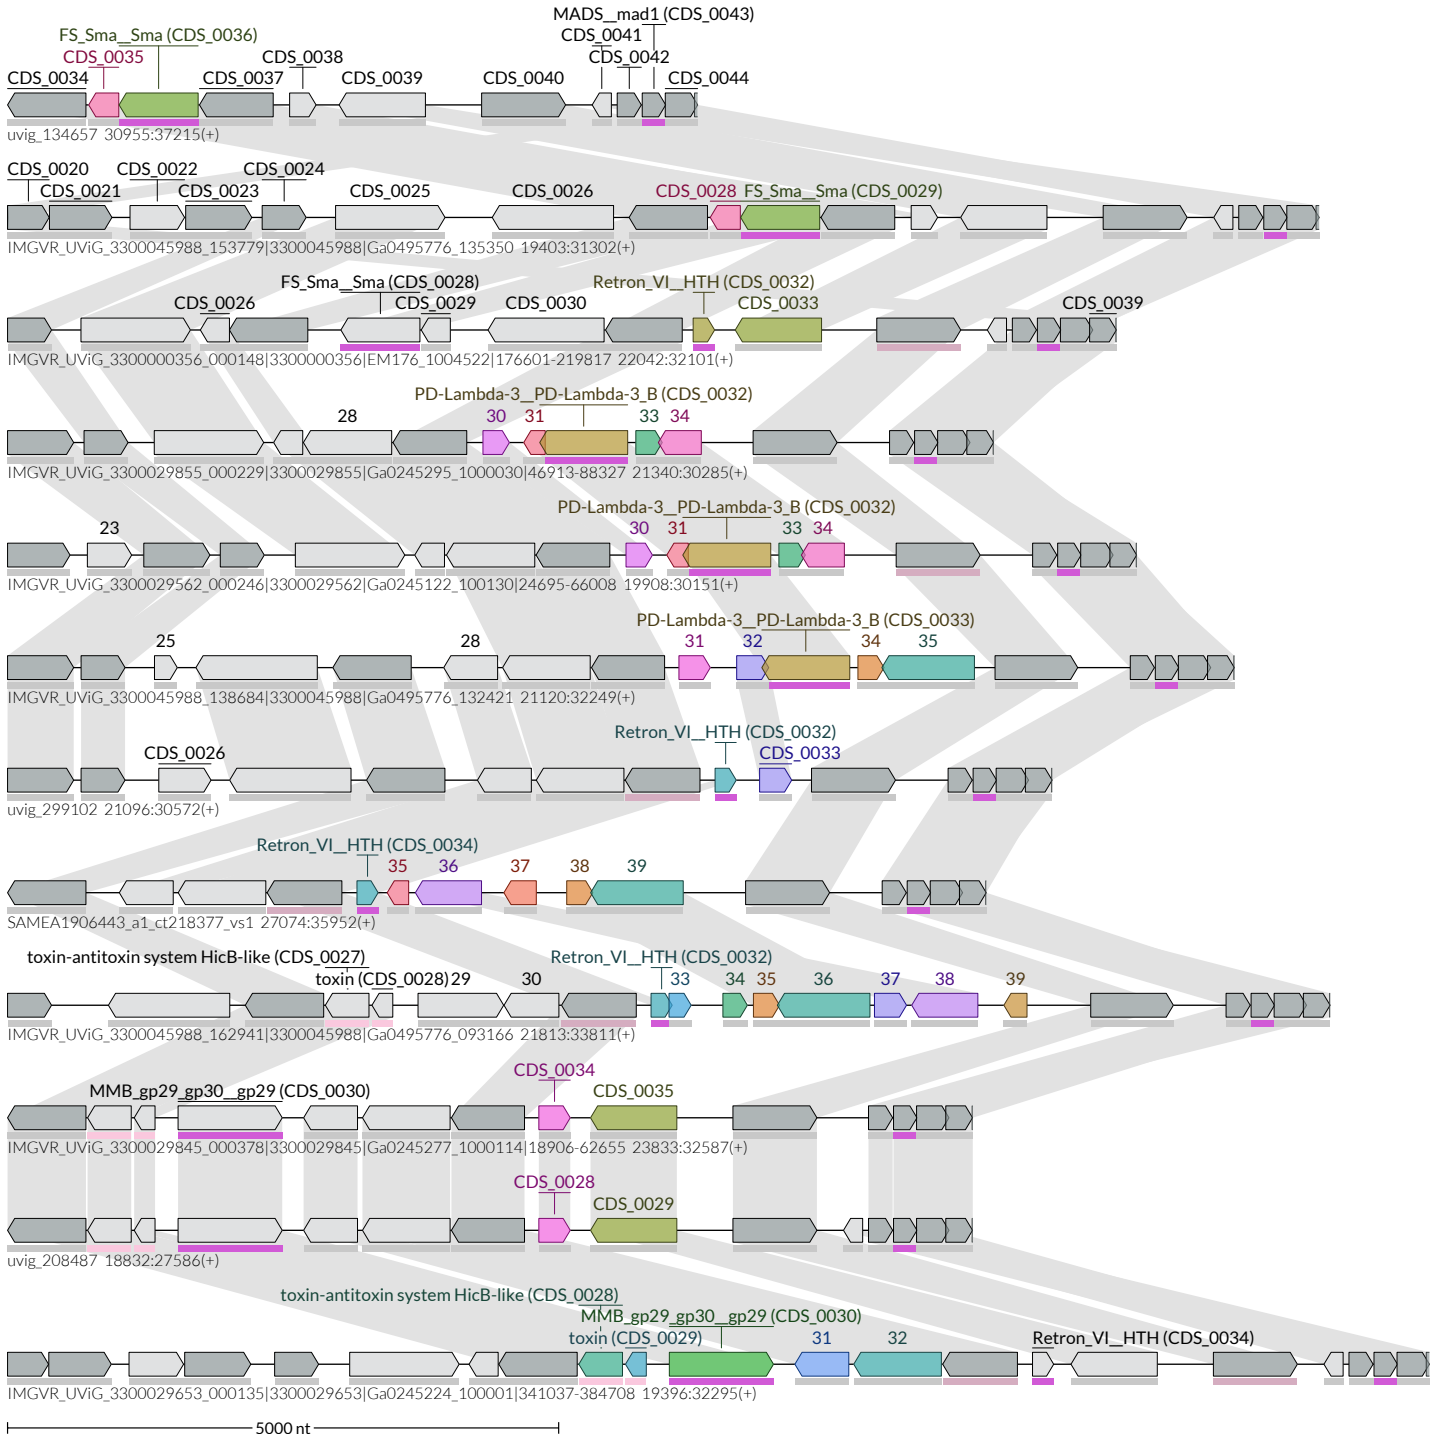 MADS__mad1 (CDS_0043)
FS_Sma__Sma (CDS_0036) CDS_0041
CDS_0035 CDS_0038 CDS_0042
CDS_0034 CDS_0037 CDS_0039 CDS_0040 CDS_0044
uvig_134657 30955:37215(+)
CDS_0020 CDS_0022 CDS_0024
CDS_0021 CDS_0023 CDS_0025 CDS_0026 CDS_0028 FS_Sma__Sma (CDS_0029)
IMGVR_UViG_3300045988_153779|3300045988|Ga0495776_135350 19403:31302(+)
FS_Sma__Sma (CDS_0028) Retron_VI__HTH (CDS_0032)
CDS_0026 CDS_0029 CDS_0030 CDS_0033 CDS_0039
IMGVR_UViG_3300000356_000148|3300000356|EM176_1004522|176601-219817 22042:32101(+)
PD-Lambda-3__PD-Lambda-3_B (CDS_0032)
28 30 31 33 34
IMGVR_UViG_3300029855_000229|3300029855|Ga0245295_1000030|46913-88327 21340:30285(+)
PD-Lambda-3__PD-Lambda-3_B (CDS_0032)
23 30 31 33 34
IMGVR_UViG_3300029562_000246|3300029562|Ga0245122_100130|24695-66008 19908:30151(+)
PD-Lambda-3__PD-Lambda-3_B (CDS_0033)
25 28 31 32 34 35
IMGVR_UViG_3300045988_138684|3300045988|Ga0495776_132421 21120:32249(+)
Retron_VI__HTH (CDS_0032)
CDS_0026 CDS_0033
uvig_299102 21096:30572(+)
Retron_VI__HTH (CDS_0034)
35 36 37 38 39
SAMEA1906443_a1_ct218377_vs1 27074:35952(+)
toxin-antitoxin system HicB-like (CDS_0027) Retron_VI__HTH (CDS_0032)
toxin (CDS_0028) 29 30 33 34 35 36 37 38 39
IMGVR_UViG_3300045988_162941|3300045988|Ga0495776_093166 21813:33811(+)
CDS_0034
MMB_gp29_gp30__gp29 (CDS_0030) CDS_0035
IMGVR_UViG_3300029845_000378|3300029845|Ga0245277_1000114|18906-62655 23833:32587(+)
CDS_0028
CDS_0029
uvig_208487 18832:27586(+)
toxin-antitoxin system HicB-like (CDS_0028)
MMB_gp29_gp30__gp29 (CDS_0030)
toxin (CDS_0029) 31 32 Retron_VI__HTH (CDS_0034)
IMGVR_UViG_3300029653_000135|3300029653|Ga0245224_100001|341037-384708 19396:32295(+)
5000 nt